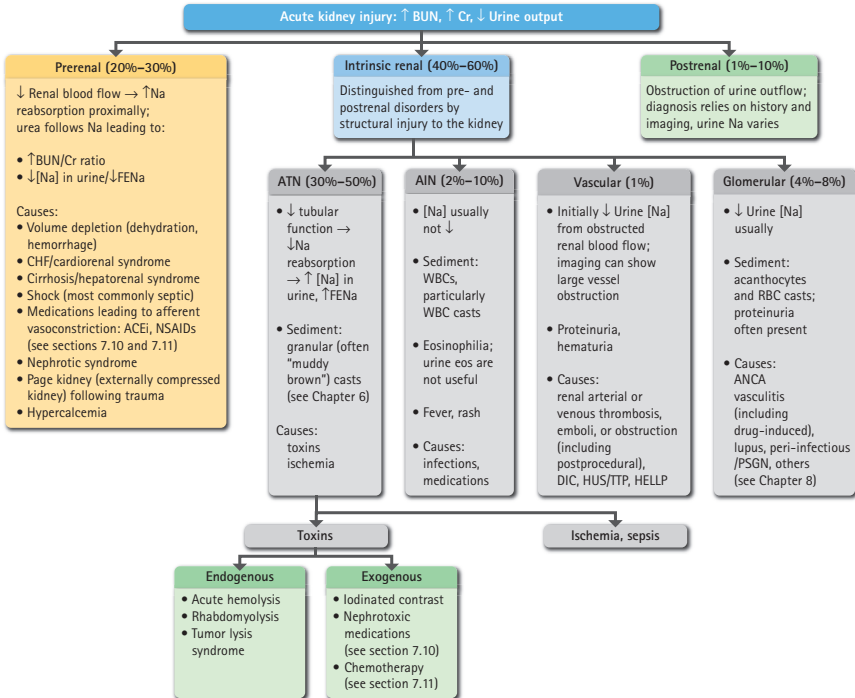 Acute kidney injury: ↑ BUN, ↑ Cr, ↓ Urine output
Prerenal (20%–30%)
↓ Renal blood flow → ↑Na
reabsorption proximally;
urea follows Na leading to:
• ↑BUN/Cr ratio
• ↓[Na] in urine/↓FENa
Causes:
• Volume depletion (dehydration,
hemorrhage)
• CHF/cardiorenal syndrome
• Cirrhosis/hepatorenal syndrome
• Shock (most commonly septic)
• Medications leading to afferent
vasoconstriction: ACEi, NSAIDs
(see sections 7.10 and 7.11)
• Nephrotic syndrome
• Page kidney (externally compressed
kidney) following trauma
• Hypercalcemia
Intrinsic renal (40%–60%)
Distinguished from pre- and
postrenal disorders by
structural injury to the kidney
Postrenal (1%–10%)
Obstruction of urine outflow;
diagnosis relies on history and
imaging, urine Na varies
ATN (30%–50%)
• ↓ tubular
function →
↓Na
reabsorption
→ ↑ [Na] in
urine, ↑FENa
• Sediment:
granular (often
“muddy
brown”) casts
(see Chapter 6)
Causes:
toxins
ischemia
AIN (2%–10%)
• [Na] usually
not ↓
• Sediment:
WBCs,
particularly
WBC casts
• Eosinophilia;
urine eos are
not useful
• Fever, rash
• Causes:
infections,
medications
Vascular (1%)
• Initially ↓ Urine [Na]
from obstructed
renal blood flow;
imaging can show
large vessel
obstruction
• Proteinuria,
hematuria
• Causes:
renal arterial or
venous thrombosis,
emboli, or obstruction
(including
postprocedural),
DIC, HUS/TTP, HELLP
Glomerular (4%–8%)
• ↓ Urine [Na]
usually
• Sediment:
acanthocytes
and RBC casts;
proteinuria
often present
• Causes:
ANCA
vasculitis
(including
drug-induced),
lupus, peri-infectious
/PSGN, others
(see Chapter 8)
Toxins
Ischemia, sepsis
Endogenous
• Acute hemolysis
• Rhabdomyolysis
• Tumor lysis
syndrome
Exogenous
• Iodinated contrast
• Nephrotoxic
medications
(see section 7.10)
• Chemotherapy
(see section 7.11)